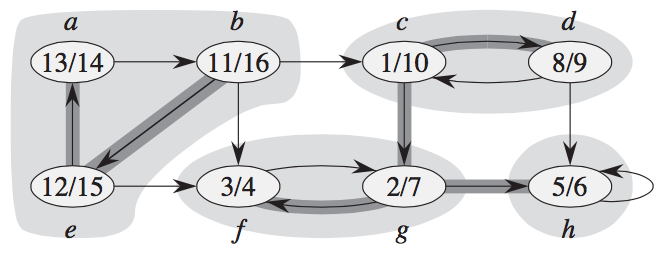 a b c d
13/14 11/16 1/10 8/9
12/15 3/4 2/7 5/6
e f g h